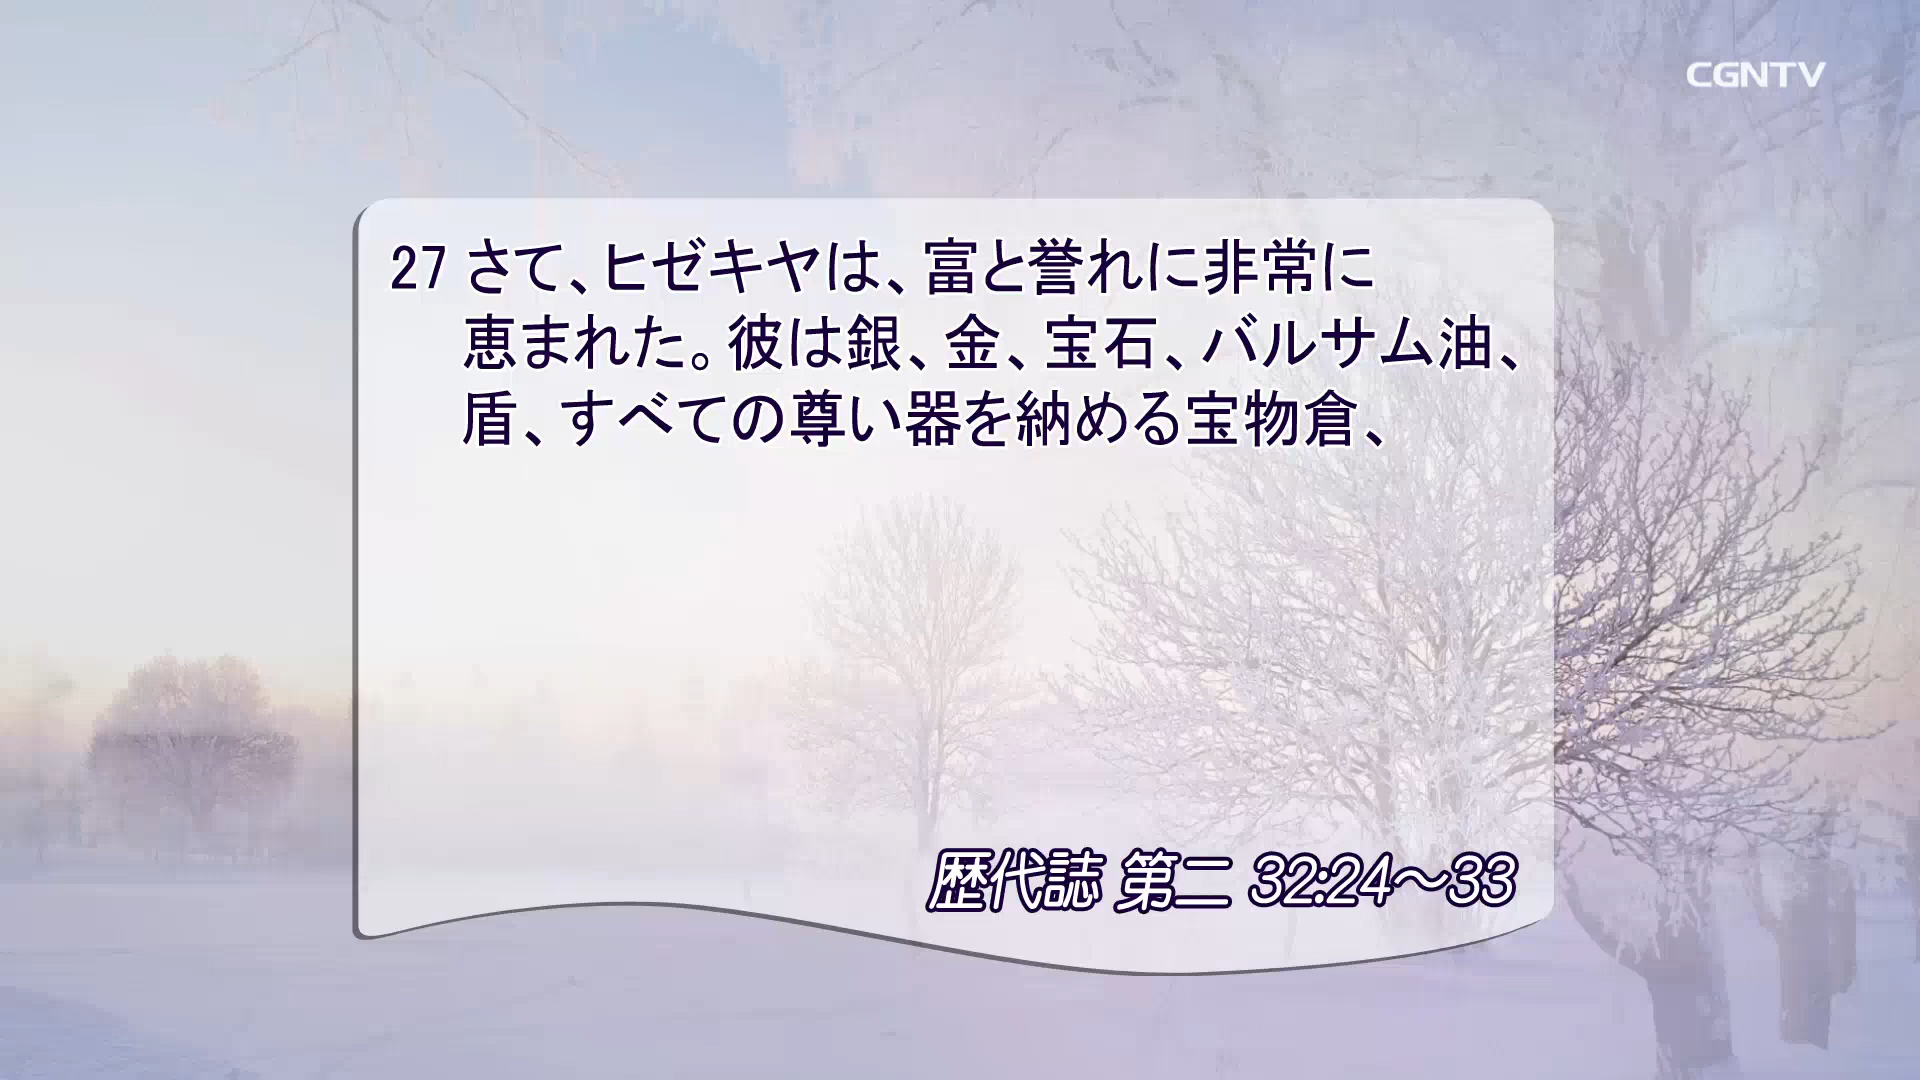 CGNTV
27 さて、ヒゼキヤは、富と誉れに非常に
恵まれた。彼は銀、金、宝石、バルサム油、
盾、すべての尊い器を納める宝物倉、
歴代誌 第二 32:24～33